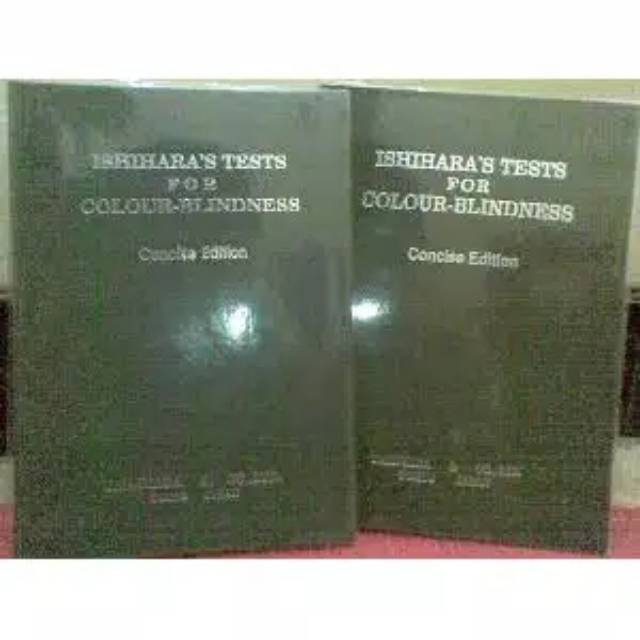 ISHIHARA'S TESTS
FOR
COLOUR-BLINDNESS
Concise Edition
ISHIHARA'S TESTS
FOR
COLOUR-BLINDNESS
Concise Edition